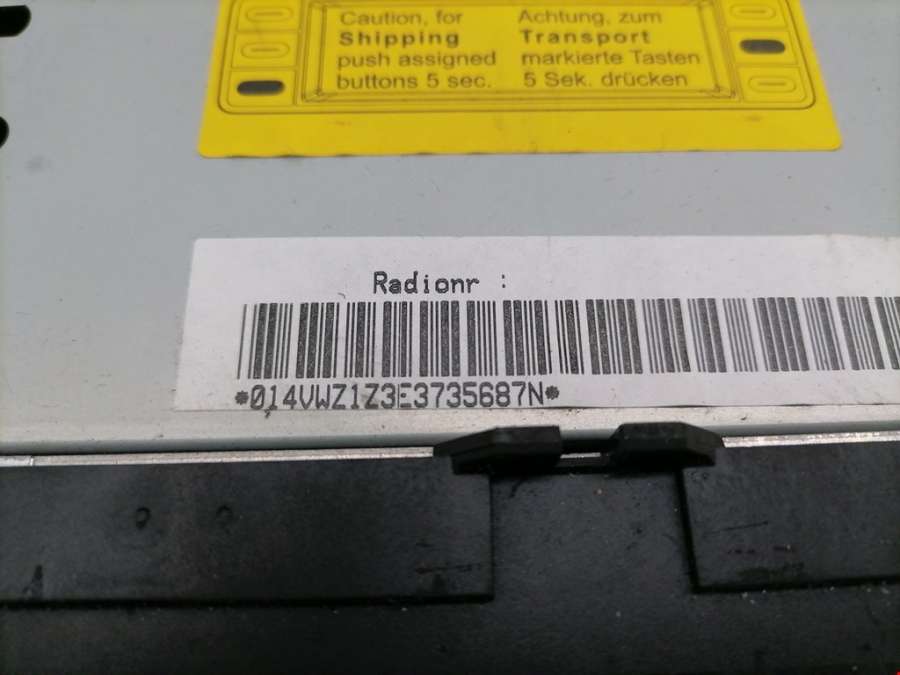 Caution, for
Shipping
push assigned
buttons 5 sec.
Achtung, zum
Transport
markierte Tasten
5 Sek. drücken
Radionr :
*014VWZ1Z3E3735687N*